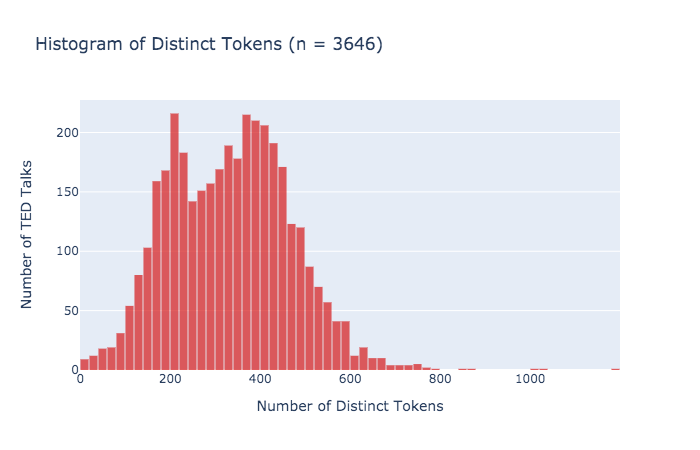 Histogram of Distinct Tokens (n = 3646)
Number of TED Talks
200
150
100
50
0
0 200 400 600 800 1000
Number of Distinct Tokens